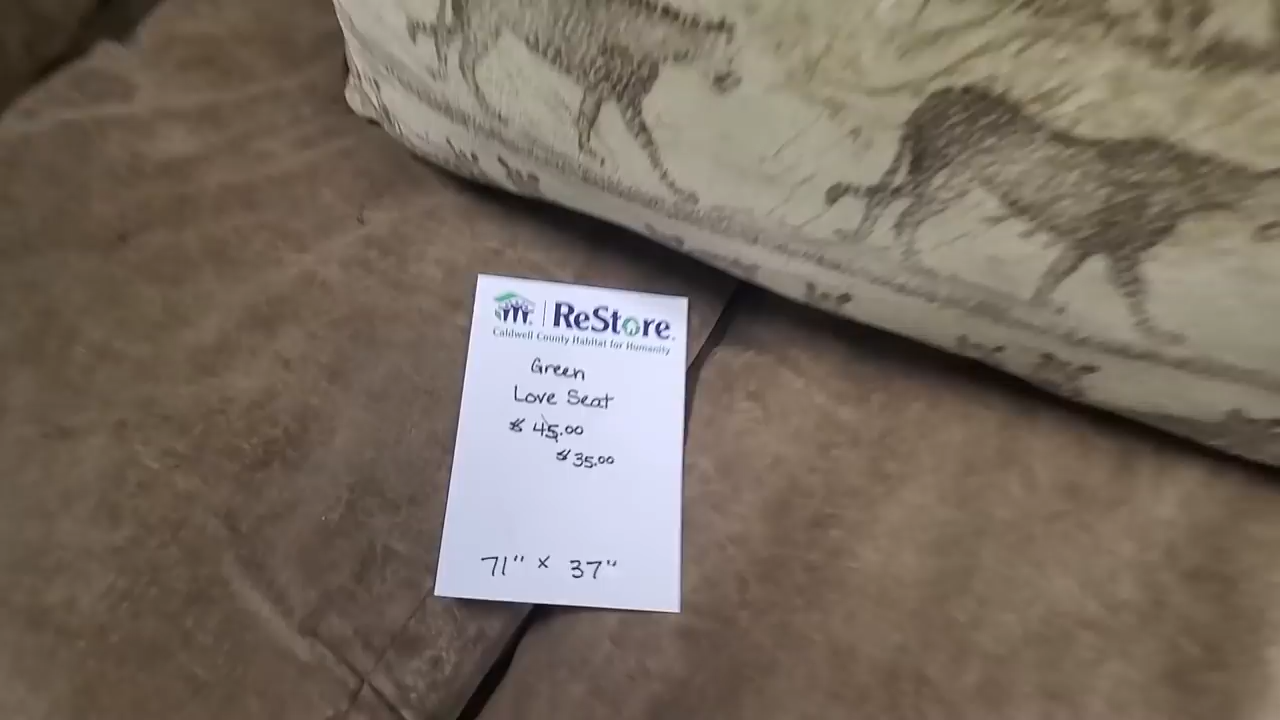 ReStore.
Caldwell County Habitat for Humanity
Green
Love Seat
$ 45.00
$ 35.00
71" x 37"